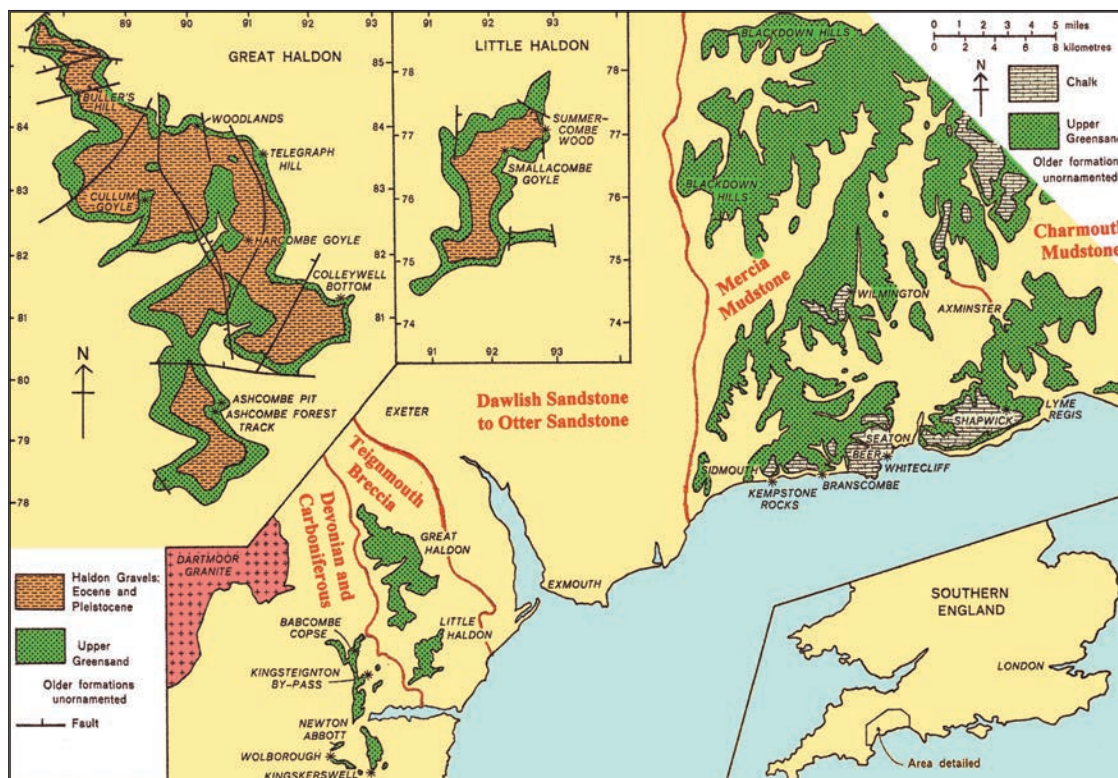 87
88
89
90
91
92
93
GREAT HALDON
85
84
83
82
81
80
79
78
84
83
82
81
BULLER'S
HILL
WOODLANDS
TELEGRAPH
HILL
CULLUM
GOYLE
HARCOMBE GOYLE
COLLEYWELL
BOTTOM
N
ASHCOMBE PIT
ASHCOMBE FOREST
TRACK
91
92
93
LITTLE HALDON
78
77
76
75
74
SUMMER-
COMBE
WOOD
SMALLACOMBE
GOYLE
78
77
76
75
74
91
92
93
BLACKDOWN HILLS
BLACKDOWN
HILLS
Mercia
Mudstone
WILMINGTON
AXMINSTER
Charmouth
Mudstone
LYME
REGIS
SHAPWICK
SEATON
BEER
WHITECLIFF
BRANSCOMBE
SIDMOUTH
KEMPSTONE
ROCKS
0 1 2 3 4 5 miles
0 2 4 6 8
kilometres
N
Chalk
Upper
Greensand
Older formations
unornamented
EXETER
Dawlish Sandstone
to Otter Sandstone
Teignmouth
Breccia
Devonian and
Carboniferous
GREAT
HALDON
LITTLE
HALDON
EXMOUTH
DARTMOOR
GRANITE
BABCOMBE
COPSE
KINGSTEIGNTON
BY-PASS
NEWTON
ABBOTT
WOLBOROUGH
KINGSKERSWELL
Haldon Gravels:
Eocene and
Pleistocene
Upper
Greensand
Older formations
unornamented
Fault
SOUTHERN
ENGLAND
LONDON
Area detailed